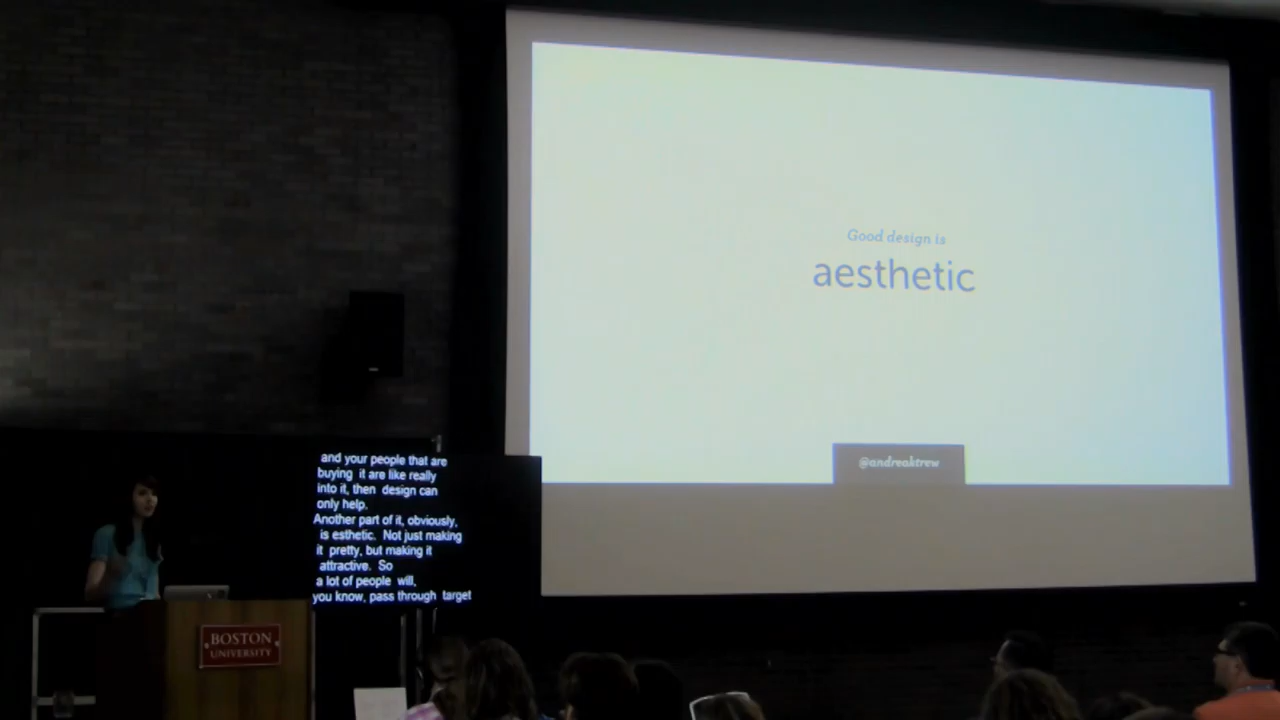 Good design is
aesthetic
@andreaktrew
and your people that are
buying it are like really
into it, then design can
only help.
Another part of it, obviously,
is esthetic. Not just making
it pretty, but making it
attractive. So
a lot of people will,
you know, pass through target
BOSTON
UNIVERSITY